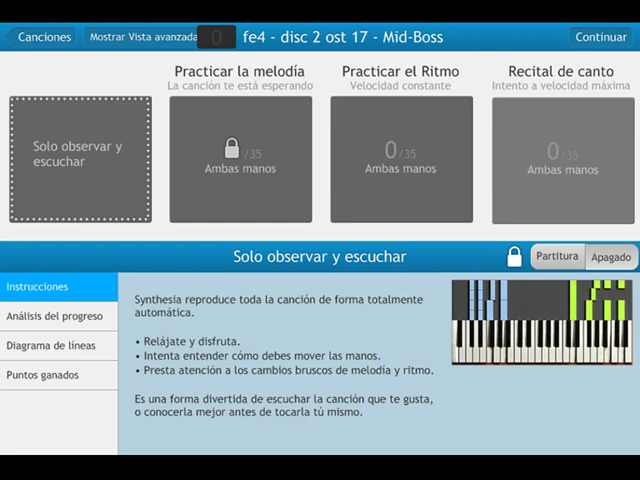 Canciones
Mostrar Vista avanzada
0
fe4 - disc 2 ost 17 - Mid-Boss
Continuar
Practicar la melodía
La canción te está esperando
Practicar el Ritmo
Velocidad constante
Recital de canto
Intento a velocidad máxima
Solo observar y
escuchar
/35
Ambas manos
0/35
Ambas manos
0/35
Ambas manos
Solo observar y escuchar
Partitura
Apagado
Instrucciones
Análisis del progreso
Diagrama de líneas
Puntos ganados
Synthesia reproduce toda la canción de forma totalmente
automática.
• Relájate y disfruta.
• Intenta entender cómo debes mover las manos.
• Presta atención a los cambios bruscos de melodía y ritmo.
Es una forma divertida de escuchar la canción que te gusta,
o conocerla mejor antes de tocarla tú mismo.